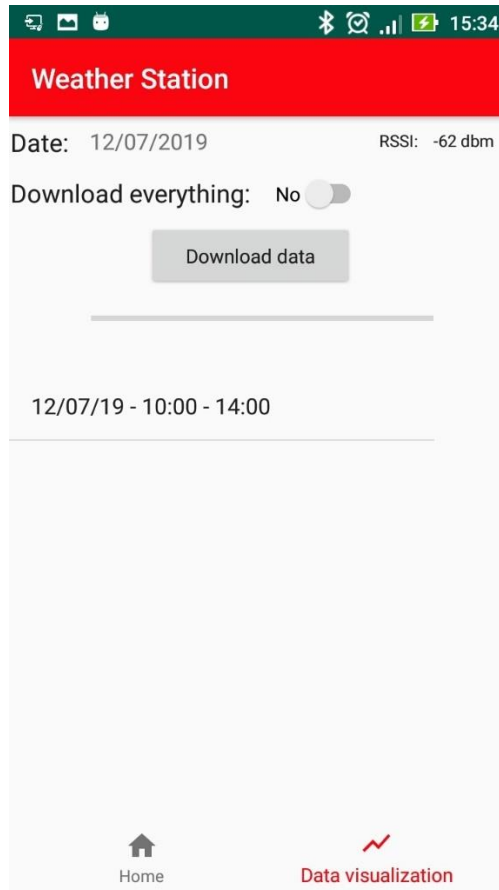 15:34
Weather Station
Date: 12/07/2019 RSSI: -62 dbm
Download everything: No
Download data
12/07/19 - 10:00 - 14:00
Home Data visualization